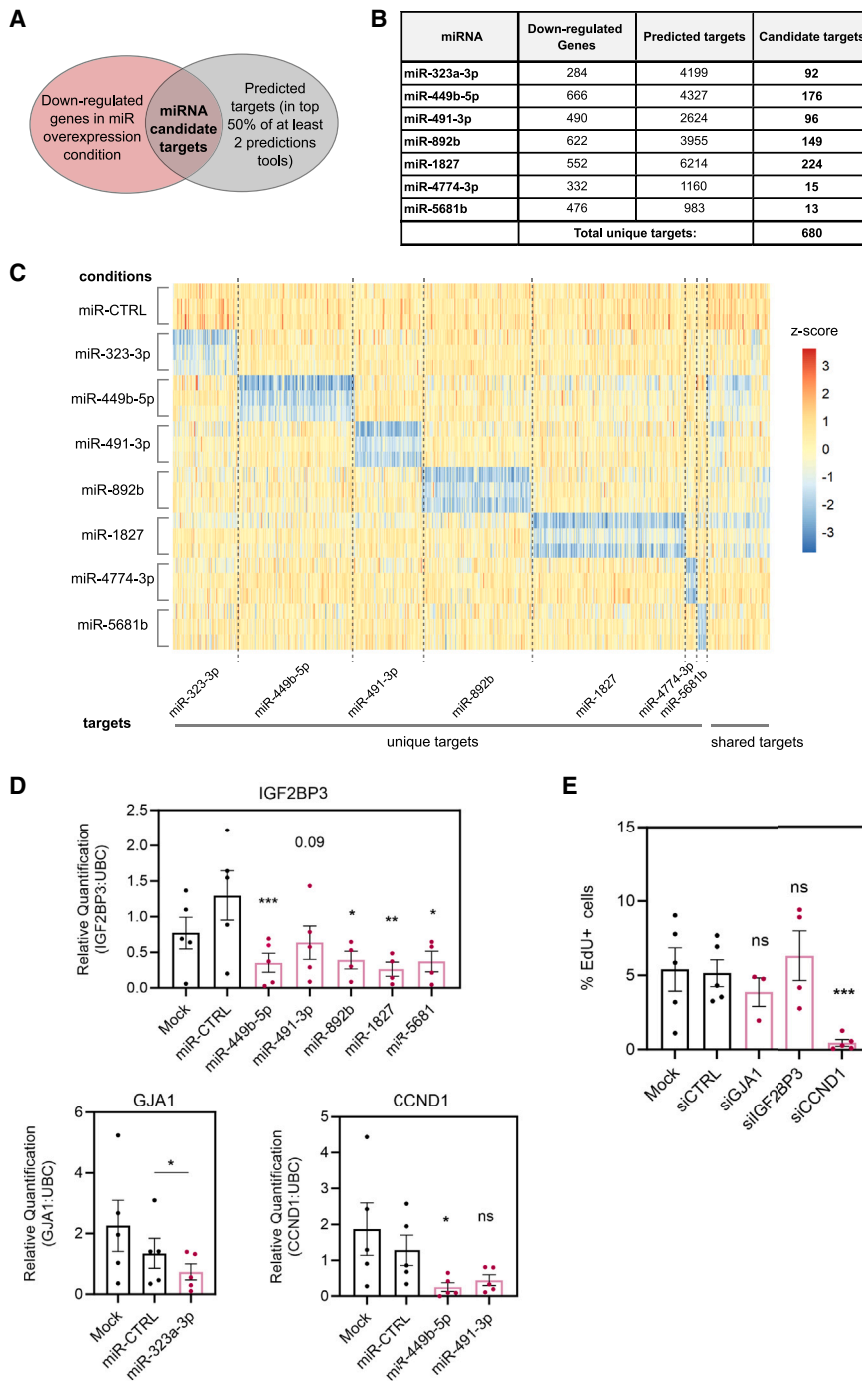 A
Down-regulated
genes in miR
overexpression
condition
miRNA
candidate
targets
Predicted
targets (in top
50% of at least
2 predictions
tools)
B
miRNA Down-regulated Genes Predicted targets Candidate targets
miR-323a-3p 284 4199 92
miR-449b-5p 666 4327 176
miR-491-3p 490 2624 96
miR-892b 622 3955 149
miR-1827 552 6214 224
miR-4774-3p 332 1160 15
miR-5681b 476 983 13
Total unique targets: 680
C
conditions
miR-CTRL
miR-323-3p
miR-449b-5p
miR-491-3p
miR-892b
miR-1827
miR-4774-3p
miR-5681b
z-score
3
2
1
0
-1
-2
-3
miR-323-3p
miR-449b-5p
miR-491-3p
miR-892b
miR-1827
miR-4774-3p
miR-5681b
targets
unique targets
shared targets
D
IGF2BP3
Relative Quantification
(IGF2BP3:UBC)
2.5
2.0
1.5
1.0
0.5
0.0
***
0.09
*
**
*
Mock
miR-CTRL
miR-449b-5p
miR-491-3p
miR-892b
miR-1827
miR-5681
GJA1
Relative Quantification
(GJA1:UBC)
6
4
2
0
*
Mock
miR-CTRL
miR-323a-3p
CCND1
Relative Quantification
(CCND1:UBC)
5
4
3
2
1
0
*
ns
Mock
miR-CTRL
miR-449b-5p
miR-491-3p
E
% EdU+ cells
15
10
5
0
ns
ns
***
Mock
siCTRL
siGJA1
siIGF2BP3
siCCND1